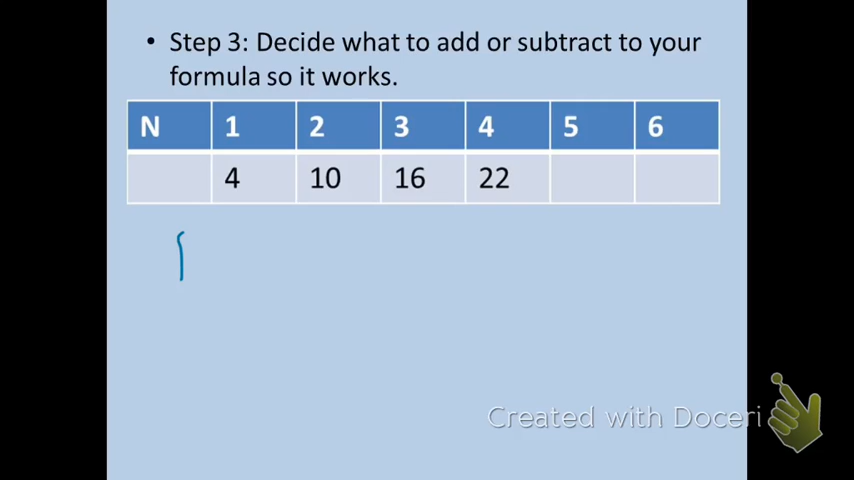 • Step 3: Decide what to add or subtract to your
formula so it works.
N 1 2 3 4 5 6
4 10 16 22
Created with Doceri